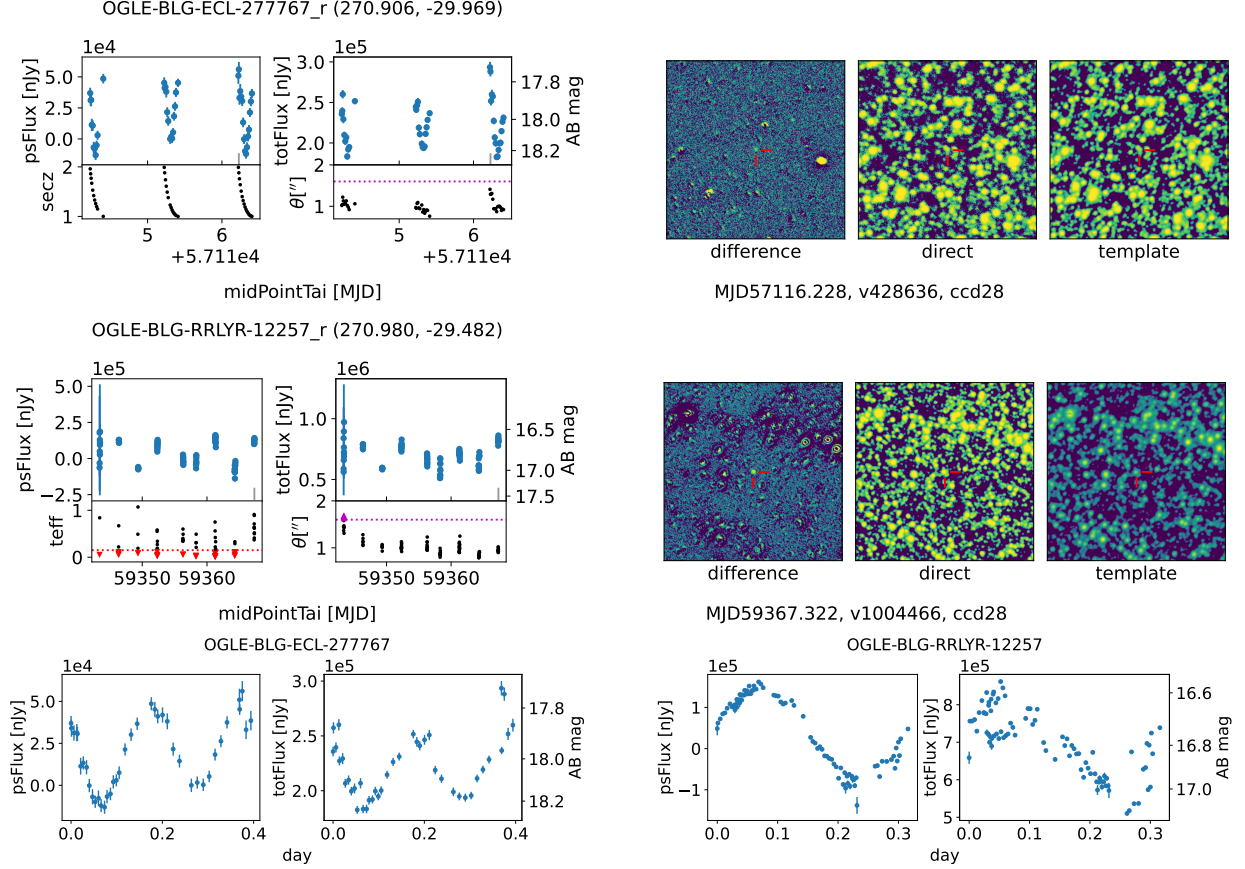 OGLE-BLG-ECL-277767_r (270.906, -29.969)
1e4
1e5
psFlux [nJy]
5.0
2.5
0.0
totFlux [nJy]
3.0
2.5
2.0
2
17.8
18.0
18.2
AB mag
secz
2
1
θ["]
1
5
6
5
6
+5.711e4
+5.711e4
midPointTai [MJD]
difference
direct
template
MJD57116.228, v428636, ccd28
OGLE-BLG-RRLYR-12257_r (270.980, -29.482)
1e5
1e6
psFlux [nJy]
5.0
2.5
0.0
−2.5
totFlux [nJy]
1.0
0.5
2
16.5
17.0
17.5
AB mag
teff
1
0
θ["]
1
59350
59360
59350
59360
midPointTai [MJD]
difference
direct
template
MJD59367.322, v1004466, ccd28
OGLE-BLG-ECL-277767
1e4
1e5
psFlux [nJy]
5.0
2.5
0.0
totFlux [nJy]
3.0
2.5
2.0
17.8
18.0
18.2
AB mag
0.0
0.2
0.4
0.0
0.2
0.4
day
OGLE-BLG-RRLYR-12257
1e5
1e5
psFlux [nJy]
1
0
−1
totFlux [nJy]
8
7
6
5
16.6
16.8
17.0
AB mag
0.0
0.1
0.2
0.3
0.0
0.1
0.2
0.3
day